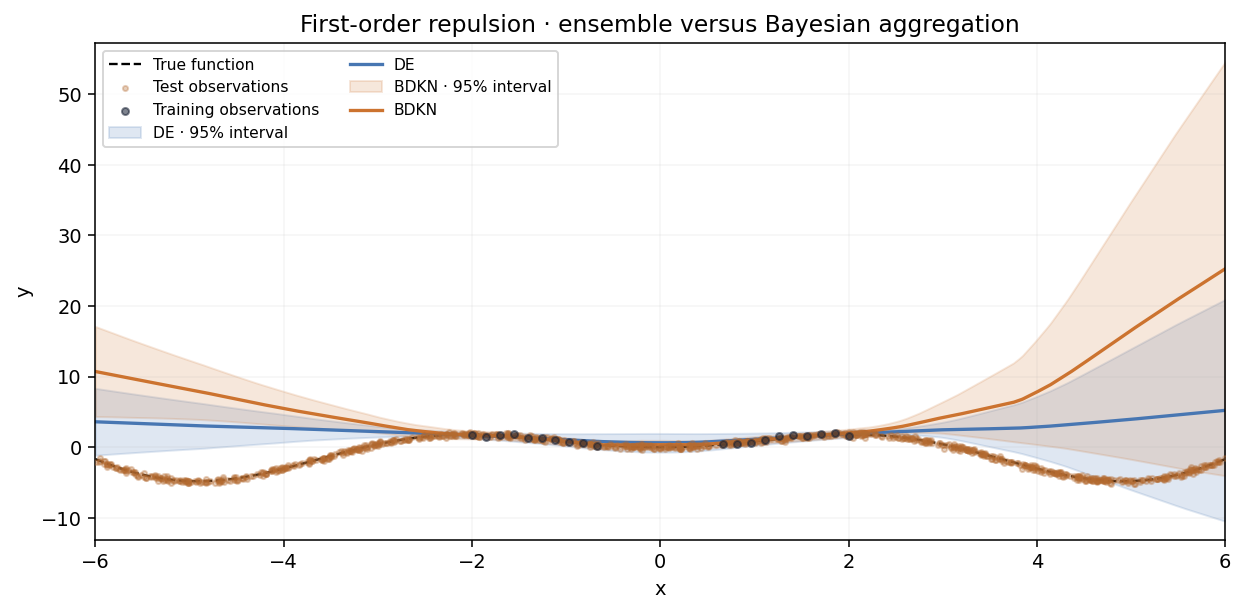 First-order repulsion · ensemble versus Bayesian aggregation
True function
Test observations
Training observations
DE · 95% interval
DE
BDKN · 95% interval
BDKN
50
40
30
20
10
0
−10
y
−6
−4
−2
0
2
4
6
x